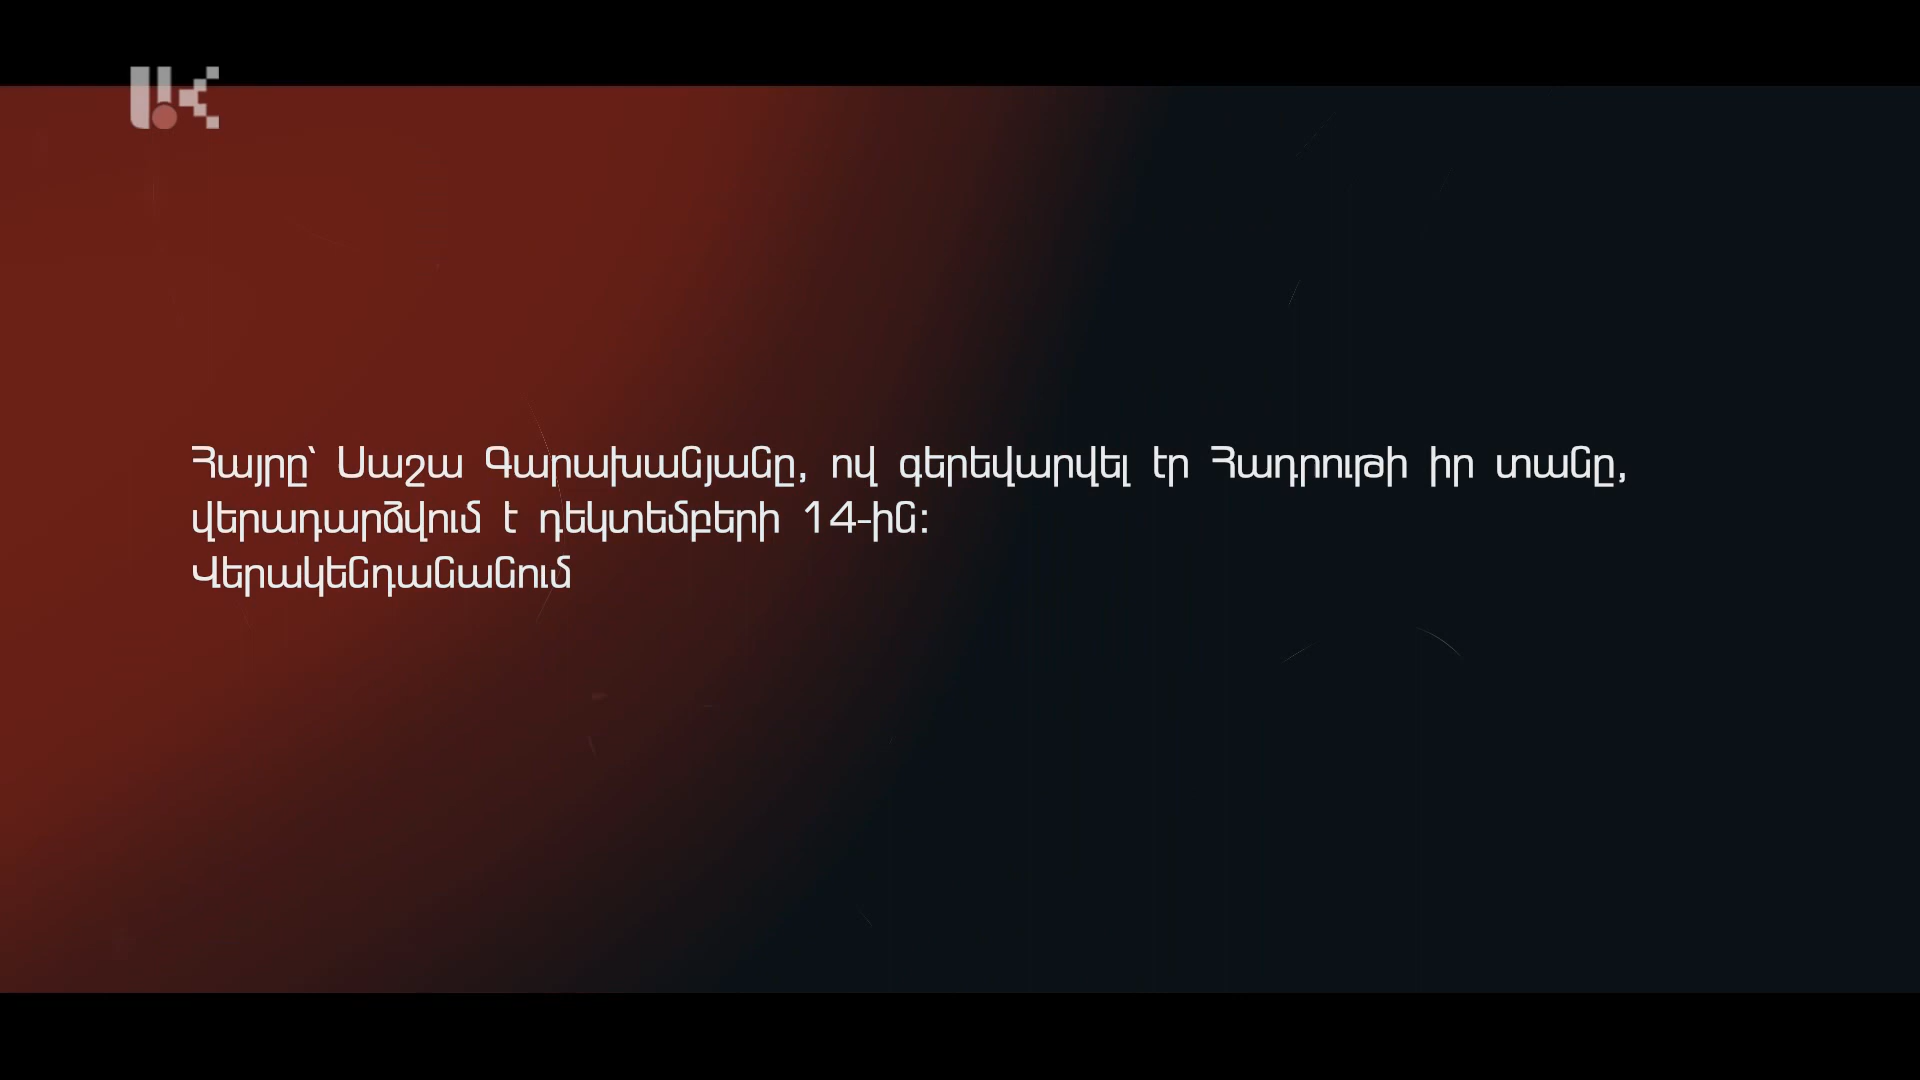 Հայրը՝ Սաշա Գարախանյանը, ով գերեվարվել էր Հադրութի իր տանը,
վերադարձվում է դեկտեմբերի 14-ին։
Վերակենդանանում